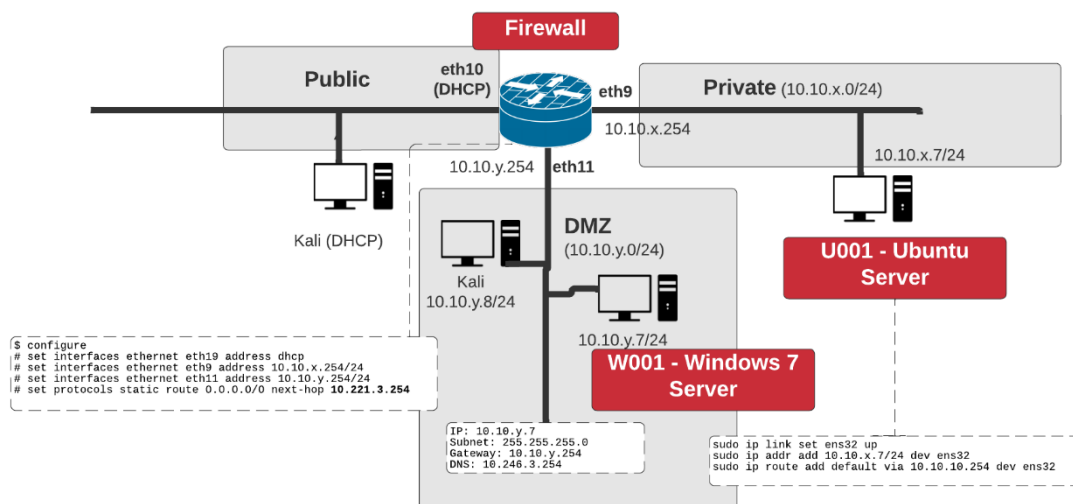 Firewall
Public
eth10
(DHCP)
eth9
Private (10.10.x.0/24)
10.10.x.254
10.10.x.7/24
10.10.y.254
eth11
Kali (DHCP)
DMZ
(10.10.y.0/24)
Kali
10.10.y.8/24
10.10.y.7/24
U001 - Ubuntu
Server
W001 - Windows 7
Server
$ configure
# set interfaces ethernet eth19 address dhcp
# set interfaces ethernet eth9 address 10.10.x.254/24
# set interfaces ethernet eth11 address 10.10.y.254/24
# set protocols static route 0.0.0.0/0 next-hop 10.221.3.254
IP: 10.10.y.7
Subnet: 255.255.255.0
Gateway: 10.10.y.254
DNS: 10.246.3.254
sudo ip link set ens32 up
sudo ip addr add 10.10.x.7/24 dev ens32
sudo ip route add default via 10.10.10.254 dev ens32